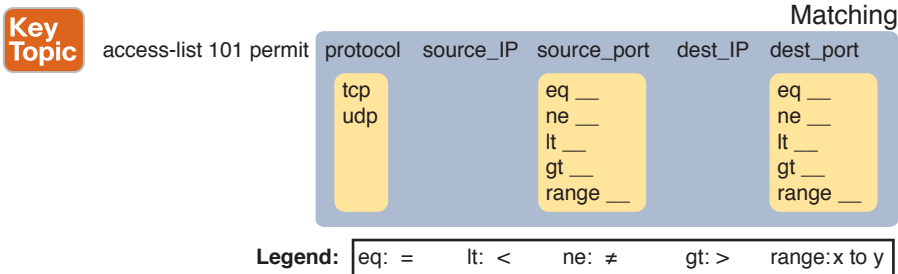 Key
Topic
Matching
access-list 101 permit protocol source_IP source_port dest_IP dest_port
tcp eq __ eq __
udp ne __ ne __
lt __ lt __
gt __ gt __
range __ range __
Legend: eq: = lt: < ne: ≠ gt: > range: x to y